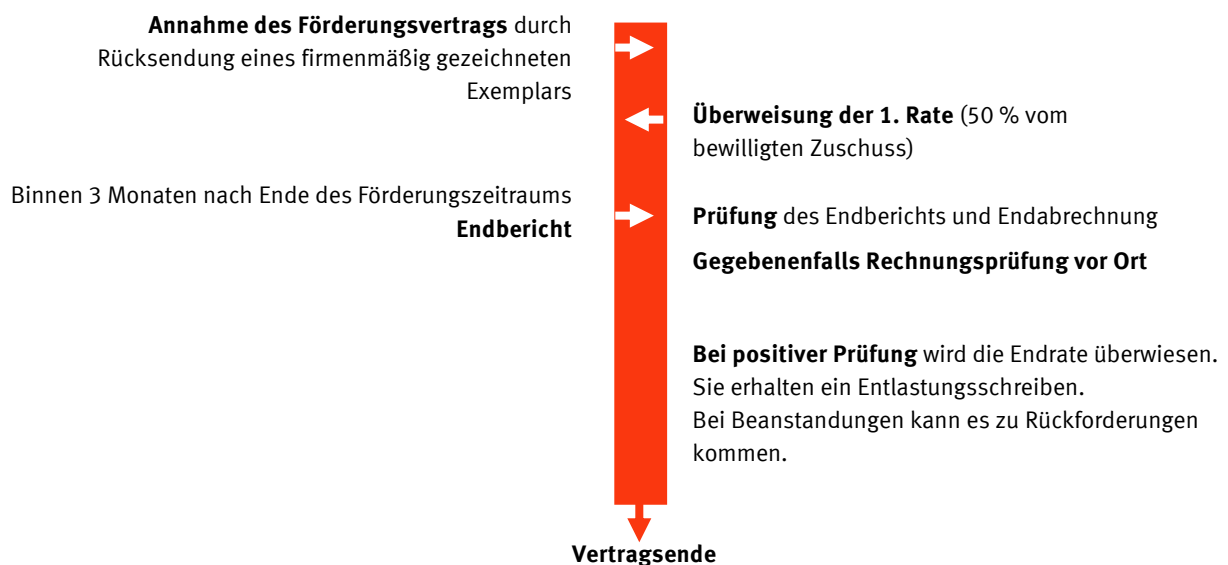 Annahme des Förderungsvertrags durch
Rücksendung eines firmenmäßig gezeichneten
Exemplars
Überweisung der 1. Rate (50 % vom
bewilligten Zuschuss)
Binnen 3 Monaten nach Ende des Förderungszeitraums
Endbericht
Prüfung des Endberichts und Endabrechnung
Gegebenenfalls Rechnungsprüfung vor Ort
Bei positiver Prüfung wird die Endrate überwiesen.
Sie erhalten ein Entlastungsschreiben.
Bei Beanstandungen kann es zu Rückforderungen
kommen.
Vertragsende